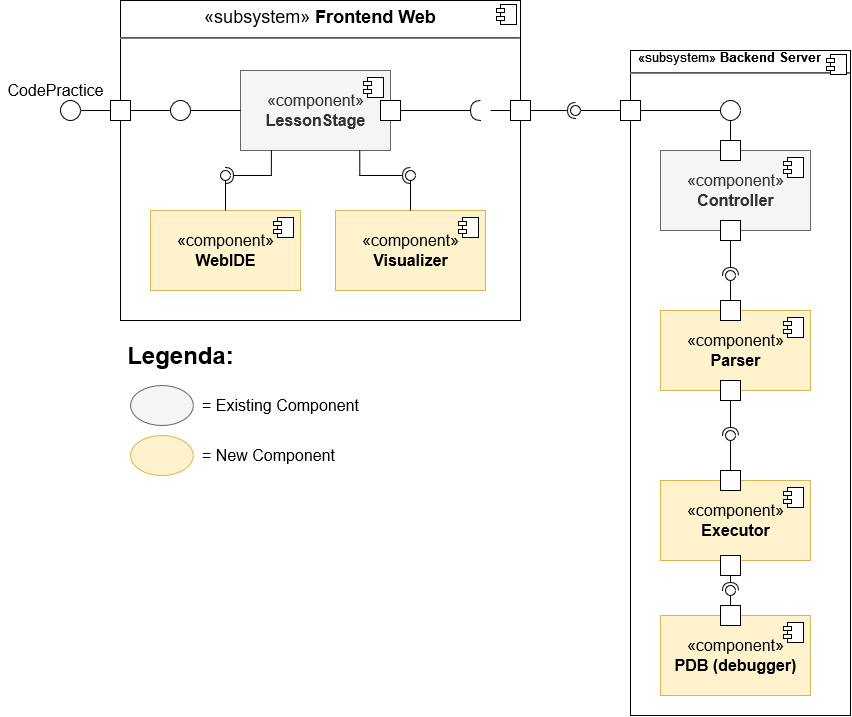 «subsystem» Frontend Web
«subsystem» Backend Server
CodePractice
«component»
LessonStage
«component»
Controller
«component»
WebIDE
«component»
Visualizer
«component»
Parser
Legenda:
= Existing Component
= New Component
«component»
Executor
«component»
PDB (debugger)